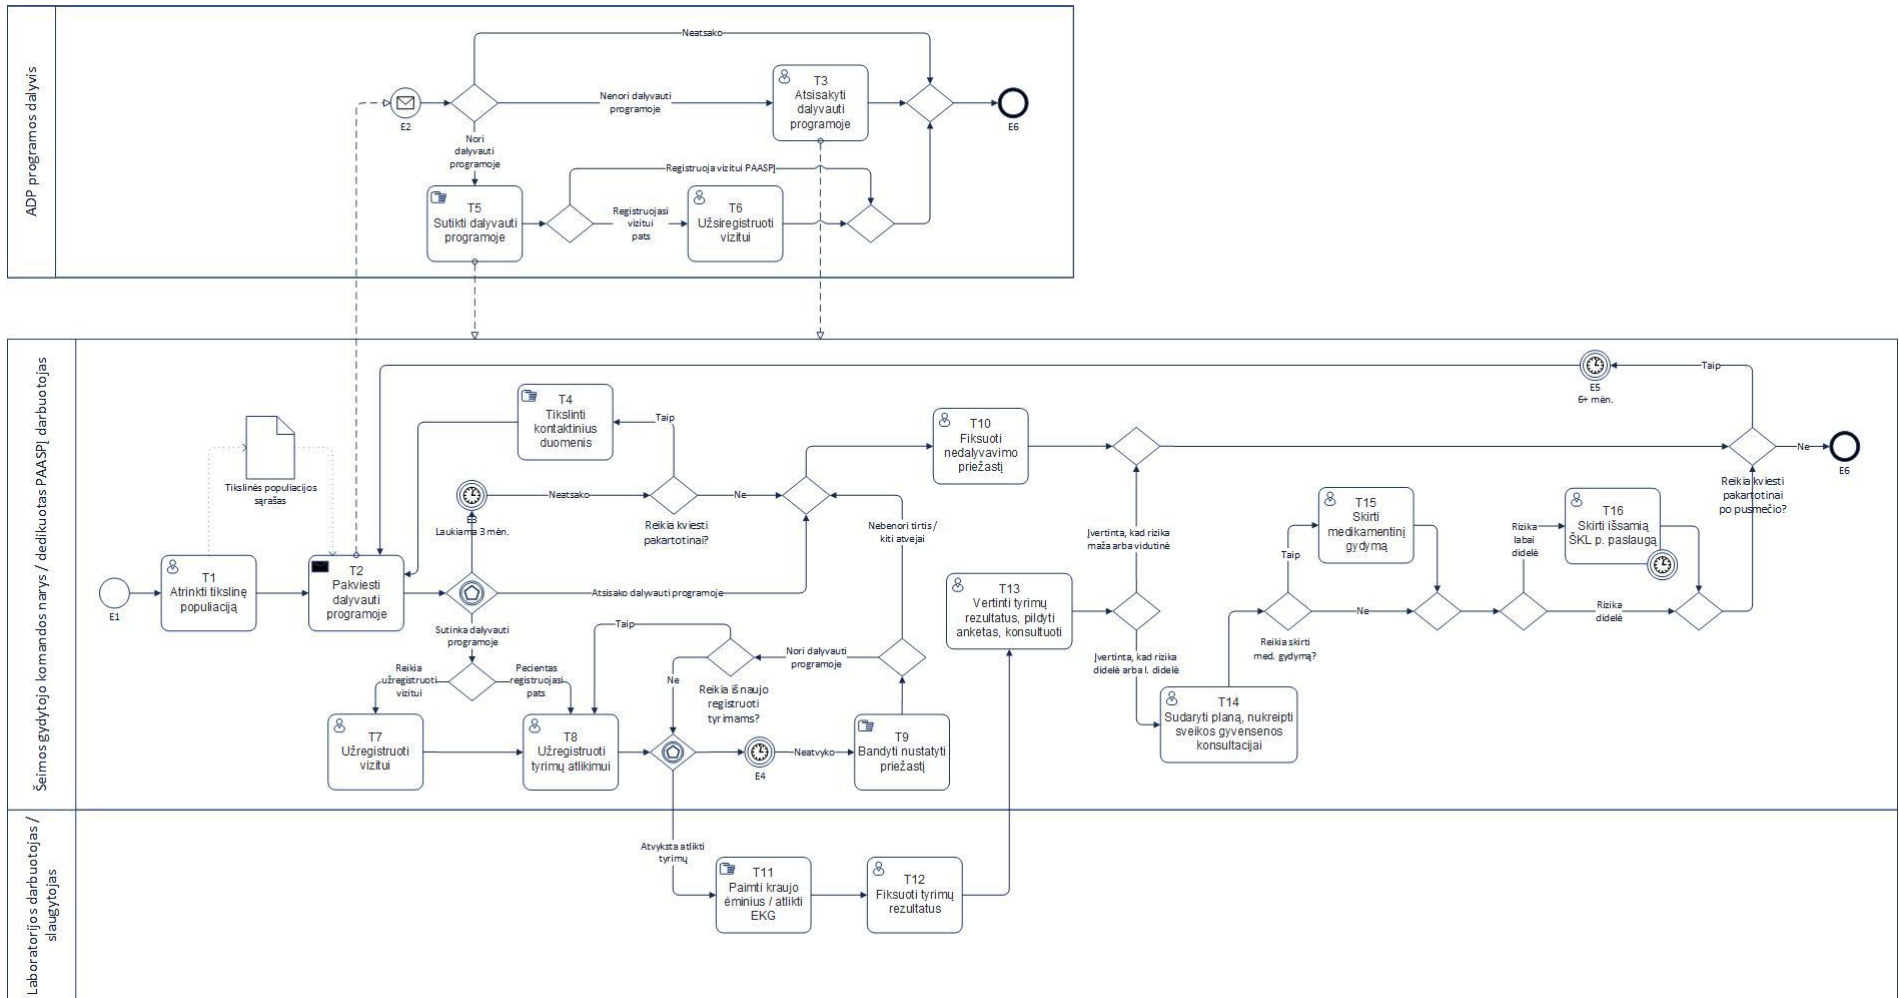 ADP programos dalyvis
Neatsako
E2
Nenori dalyvauti
programoje
T3
Atsisakyti
dalyvauti
programoje
E6
Nori
dalyvauti
programoje
T5
Sutikti dalyvauti
programoje
Registruoja vizitui PAASPĮ
Registruojasi
vizitui
pats
T6
Užsiregistruoti
vizitui
Šeimos gydytojo komandos narys / dedikuotas PAASPĮ darbuotojas
E5
6+ mėn.
Taip
T4
Tikslinti
kontaktinius
duomenis
Taip
T10
Fiksuoti
nedalyvavimo
priežastį
Ne
E6
Tikslinės populiacijos
sąrašas
Reikia kviesti
pakartotinai
po pusmečio?
E3
Laukiama 3 mėn.
Neatsako
Ne
Reikia kviesti
pakartotinai?
Nebenori tirtis /
kiti atvejai
Įvertinta, kad rizika
maža arba vidutinė
T15
Skirti
medikamentinį
gydymą
Taip
Rizika
labai
didelė
T16
Skirti išsamią
ŠKL p. paslaugą
E1
T1
Atrinkti tikslinę
populiaciją
T2
Pakviesti
dalyvauti
programoje
Atsisako dalyvauti programoje
T13
Vertinti tyrimų
rezultatus, pildyti
anketas, konsultuoti
Ne
Rizika
didelė
Reikia skirti
med. gydymą?
Sutinka dalyvauti
programoje
Taip
Reikia
užregistruoti
vizitui
Pecientas
registruojasi
pats
Ne
Nori dalyvauti
programoje
Reikia iš naujo
registruoti
tyrimams?
Įvertinta, kad rizika
didelė arba l. didelė
T14
Sudaryti planą, nukreipti
sveikos gyvensenos
konsultacijai
T7
Užregistruoti
vizitui
T8
Užregistruoti
tyrimų atlikimui
E4
Neatvyko
T9
Bandyti nustatyti
priežastį
Laboratorijos darbuotojas /
slaugytojas
Atvyksta atlikti
tyrimų
T11
Paimti kraujo
ėminius / atlikti
EKG
T12
Fiksuoti tyrimų
rezultatus